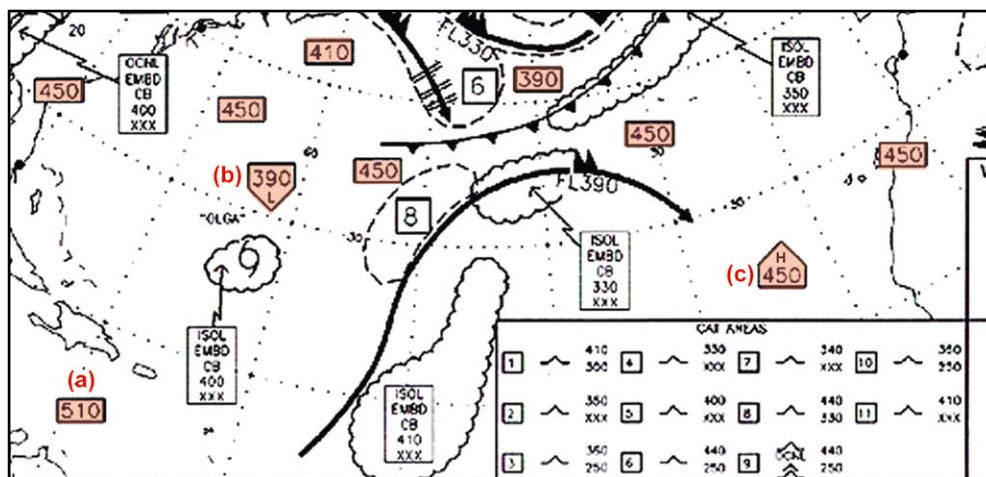 20
OCNL
EMBD
CB
400
XXX
450
410
450
FL330
6
390
ISOL
EMBD
CB
350
XXX
450
50
450
60
(b)
390
L
450
FL390
"OLGA"
30
8
ISOL
EMBD
CB
330
XXX
(c)
H
450
ISOL
EMBD
CB
400
XXX
(a)
510
ISOL
EMBD
CB
410
XXX
CAT AREAS
1
410
300
4
330
XXX
7
340
XXX
10
360
250
2
350
XXX
5
400
XXX
8
440
330
11
410
XXX
3
360
250
6
440
250
9
OCNL
440
250